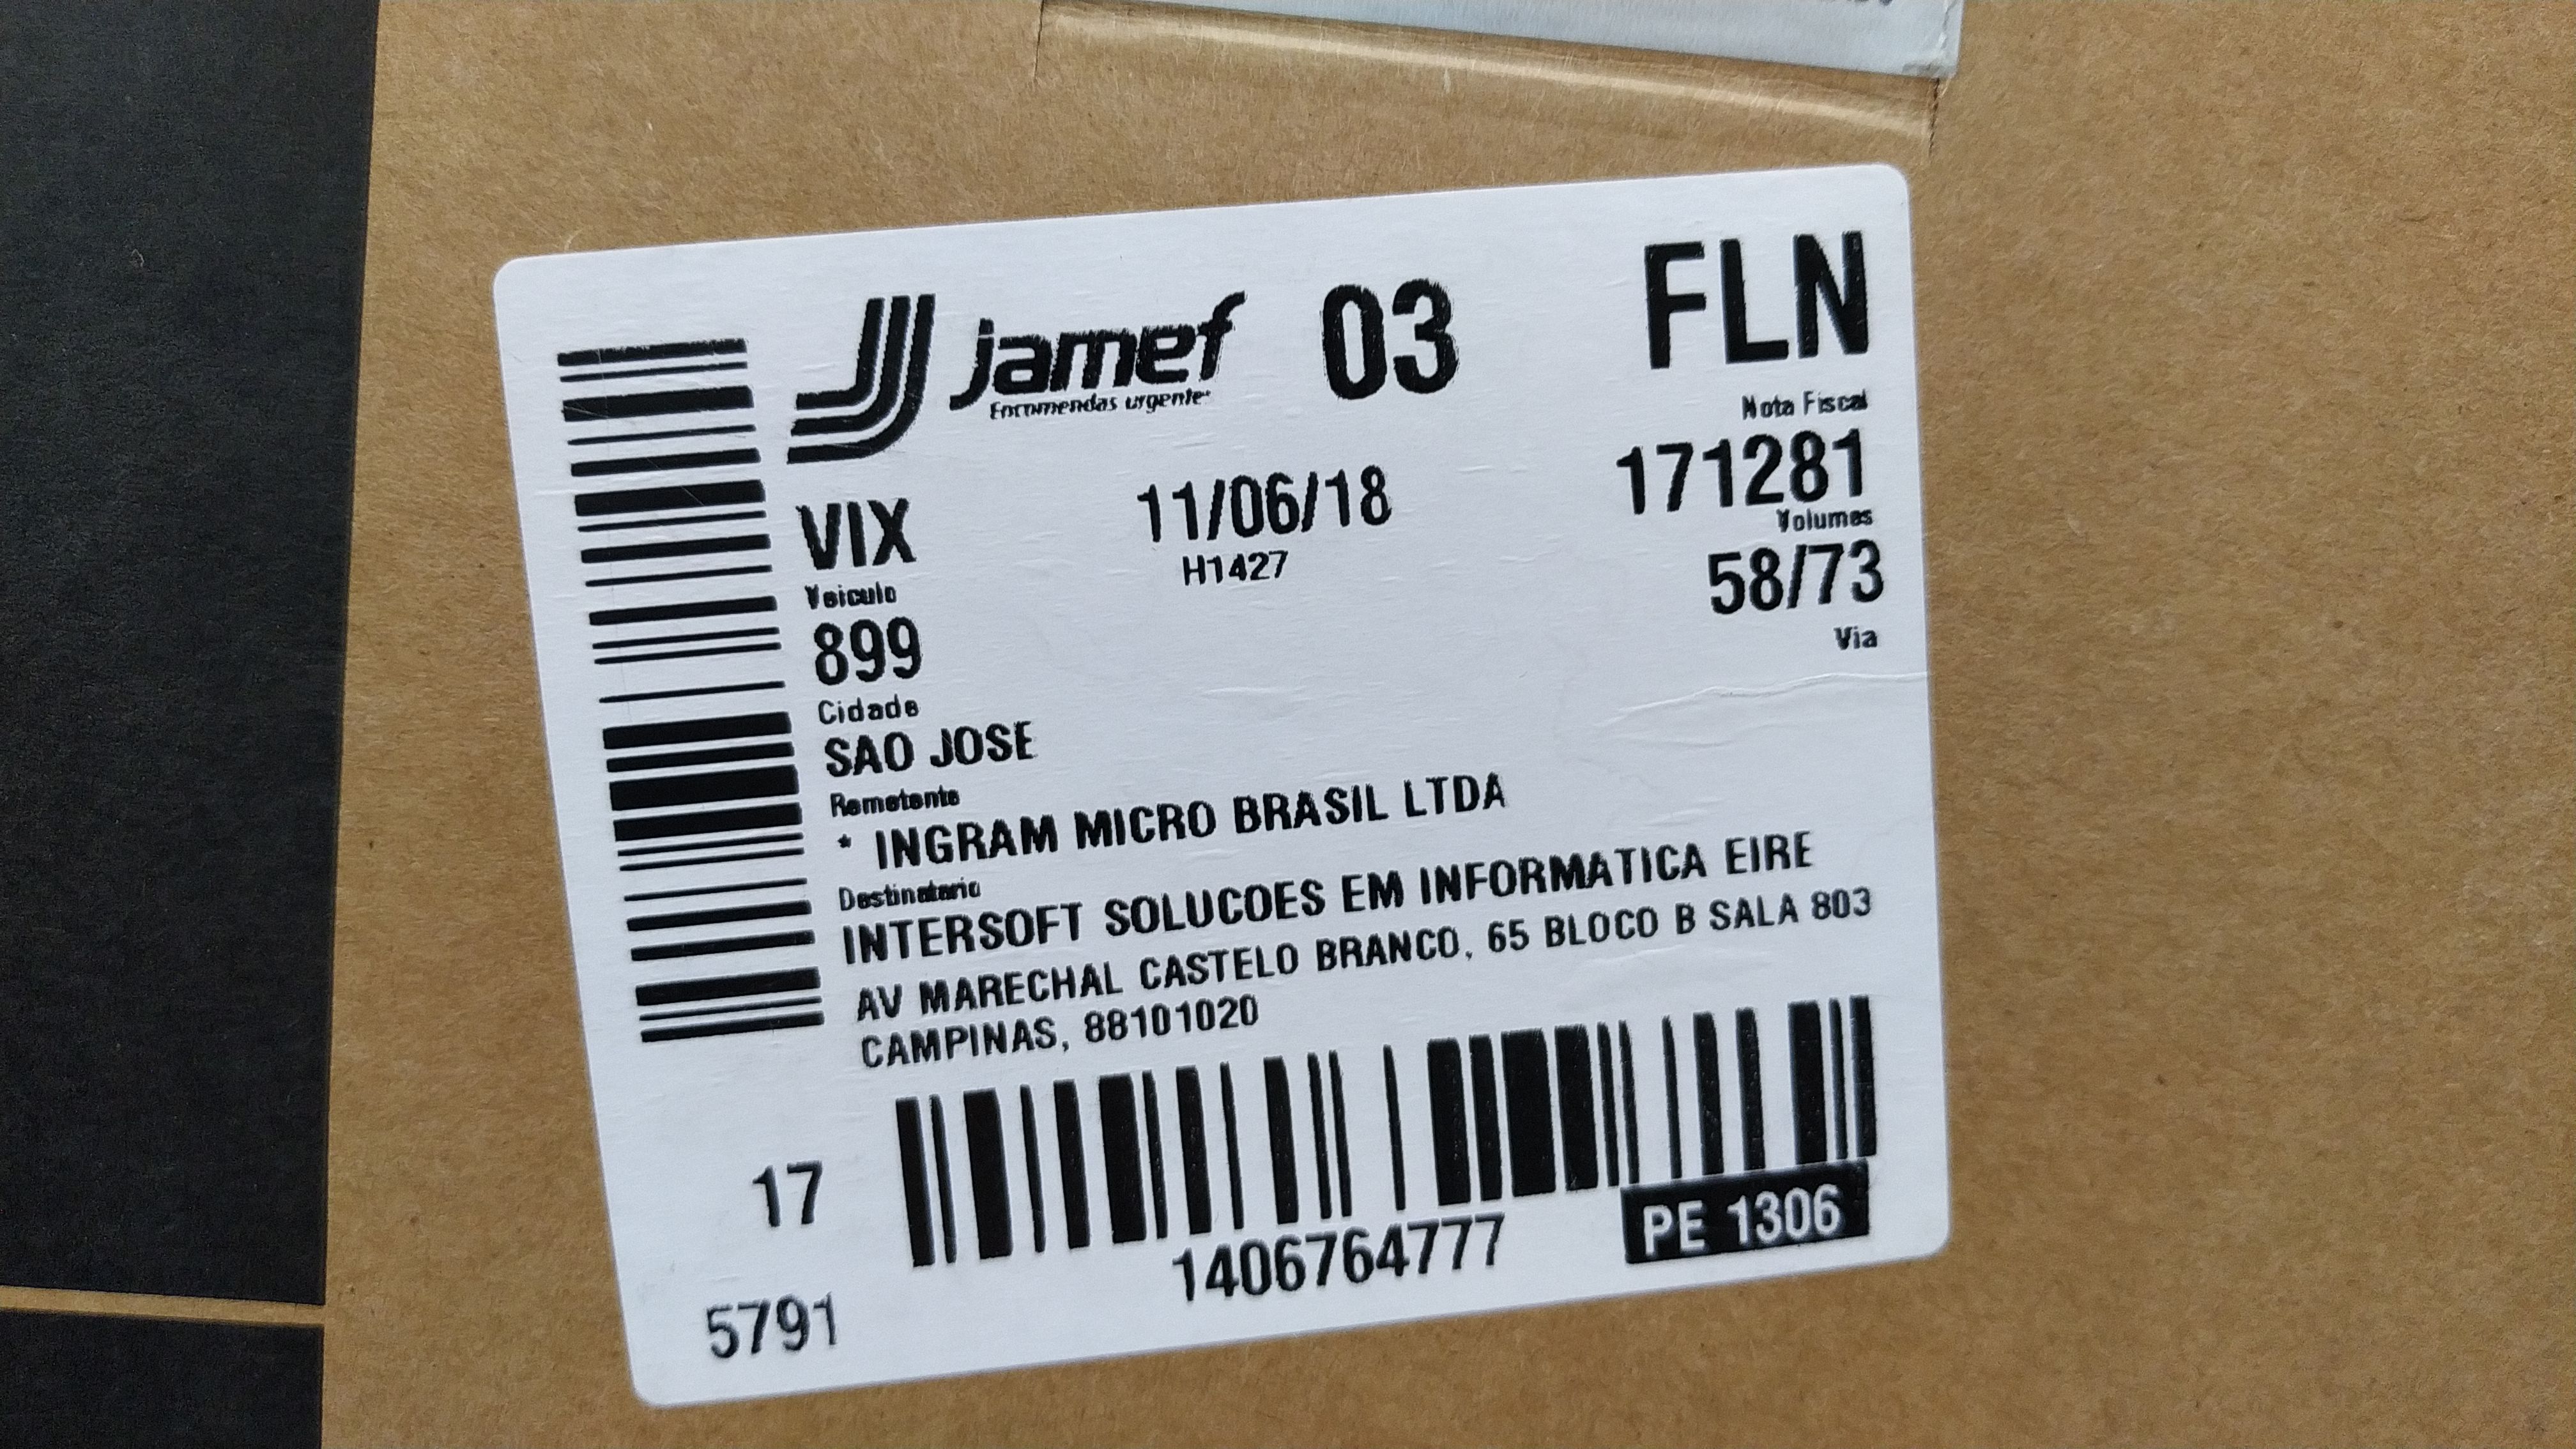 jamef 03 FLN
Encomendas urgente
Nota Fiscal
VIX 11/06/18 171281
Veiculo H1427 Volumes
899 58/73
Cidade Via
SAO JOSE
Remetente
* INGRAM MICRO BRASIL LTDA
Destinatario
INTERSOFT SOLUCOES EM INFORMATICA EIRE
AV MARECHAL CASTELO BRANCO, 65 BLOCO B SALA 803
CAMPINAS, 88101020
17
1406764777 PE 1306
5791